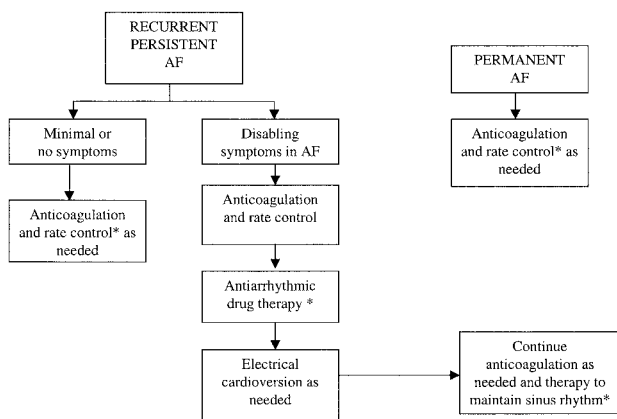 RECURRENT
PERSISTENT
AF
PERMANENT
AF
Minimal or
no symptoms
Disabling
symptoms in AF
Anticoagulation
and rate control* as
needed
Anticoagulation
and rate control* as
needed
Anticoagulation
and rate control
Antiarrhythmic
drug therapy *
Electrical
cardioversion as
needed
Continue
anticoagulation as
needed and therapy to
maintain sinus rhythm*